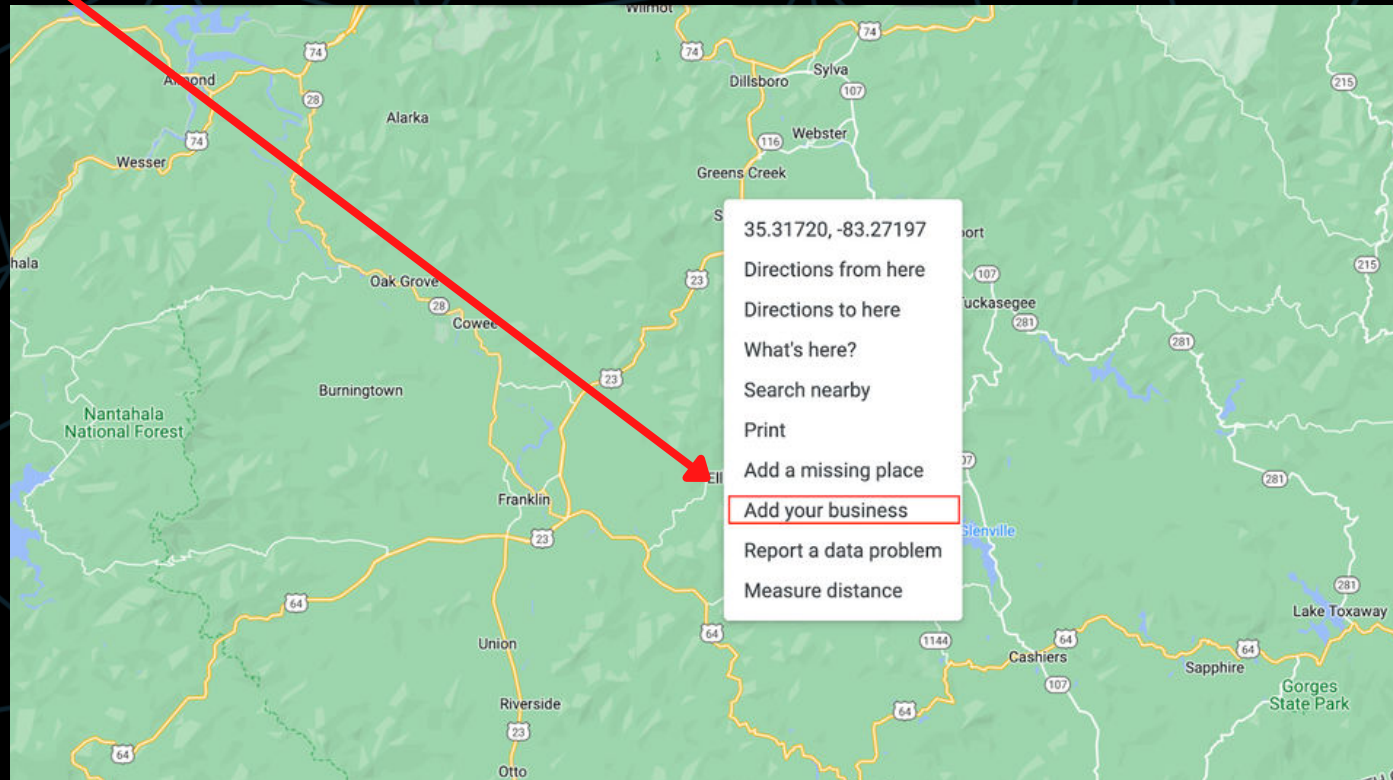 Wilmot
74
74
74
Almond
Dillsboro
Sylva
28
107
215
Alarka
116
Webster
74
Wesser
Greens Creek
35.31720, -83.27197
Directions from here
Directions to here
What's here?
Search nearby
Print
Add a missing place
Add your business
Report a data problem
Measure distance
215
23
107
Oak Grove
28
Tuckasegee
281
Cowee
281
23
Burningtown
Nantahala
National Forest
281
Franklin
23
Glenville
281
64
Lake Toxaway
64
1144
64
Union
Cashiers
64
Sapphire
107
Gorges
State Park
Riverside
64
23
64
Otto